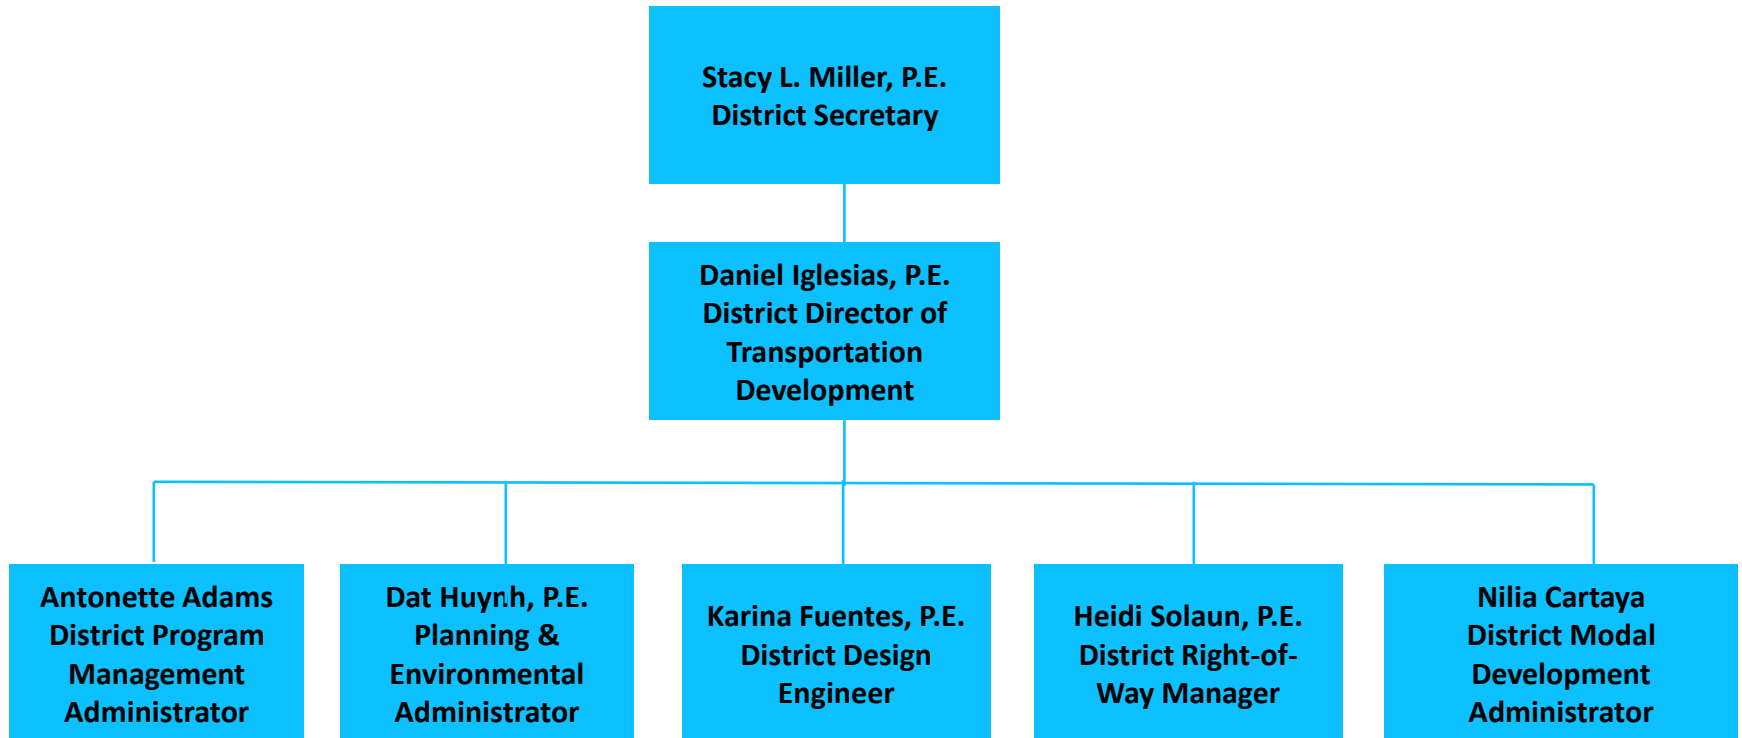 Stacy L. Miller, P.E.
District Secretary
Daniel Iglesias, P.E.
District Director of
Transportation
Development
Antonette Adams
District Program
Management
Administrator
Dat Huynh, P.E.
Planning &
Environmental
Administrator
Karina Fuentes, P.E.
District Design
Engineer
Heidi Solaun, P.E.
District Right-of-
Way Manager
Nilia Cartaya
District Modal
Development
Administrator